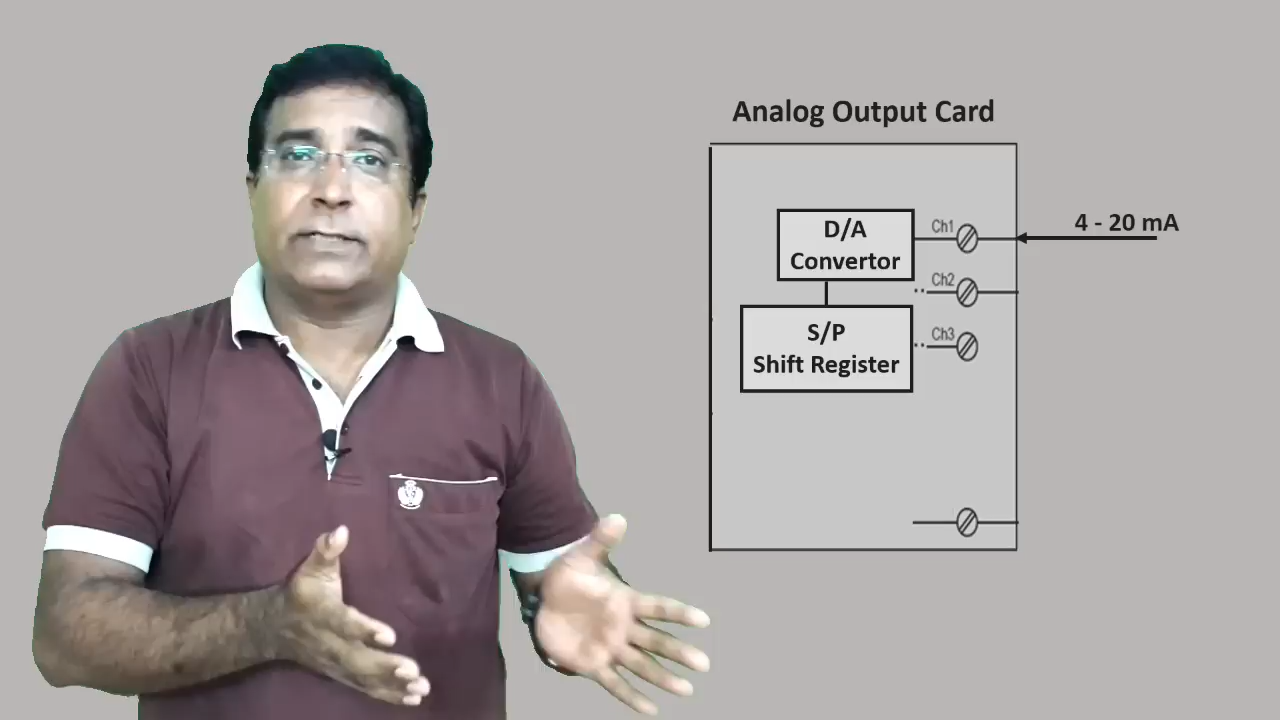 Analog Output Card
D/A
Convertor
Ch1
4 - 20 mA
Ch2
S/P
Shift Register
Ch3